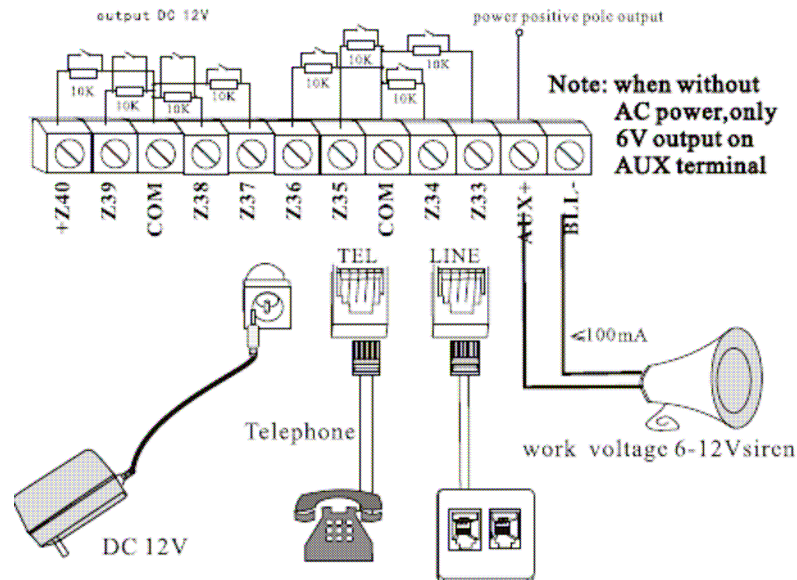 output DC 12V
power positive pole output
10K
10K
10K
10K
10K
10K
10K
10K
10K
Note: when without
AC power,only
6V output on
AUX terminal
+Z40
Z39
COM
Z38
Z37
Z36
Z35
COM
Z34
Z33
AUX+
BLL-
TEL
LINE
≤100mA
Telephone
work voltage 6-12Vsiren
DC 12V